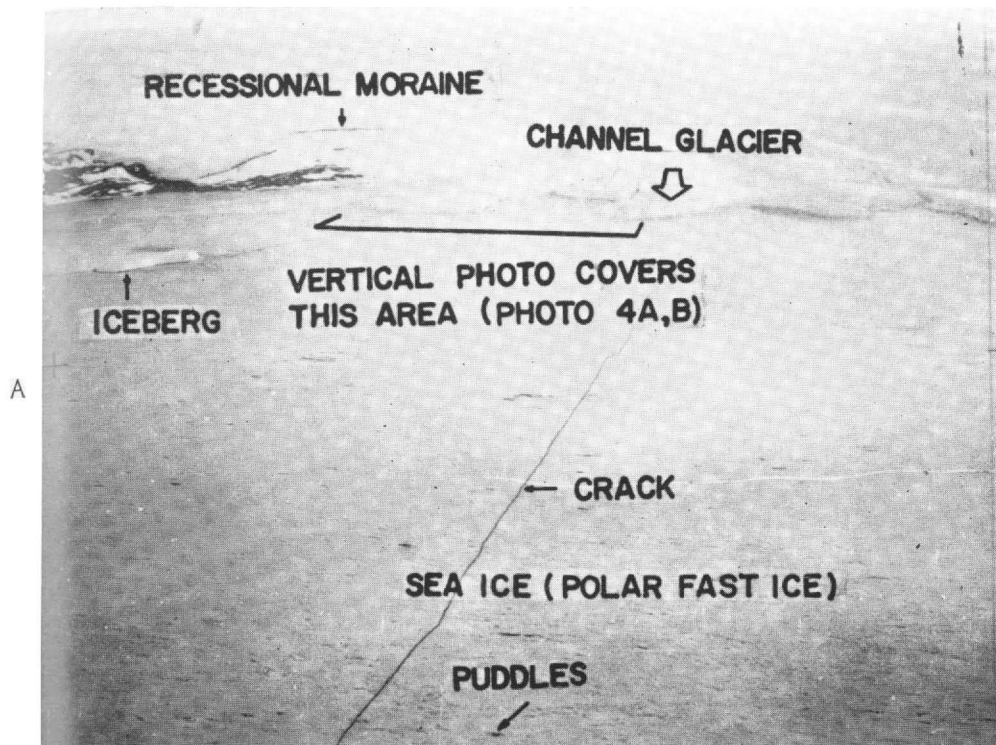 RECESSIONAL MORAINE
CHANNEL GLACIER
VERTICAL PHOTO COVERS
THIS AREA (PHOTO 4A,B)
ICEBERG
A
CRACK
SEA ICE (POLAR FAST ICE)
PUDDLES